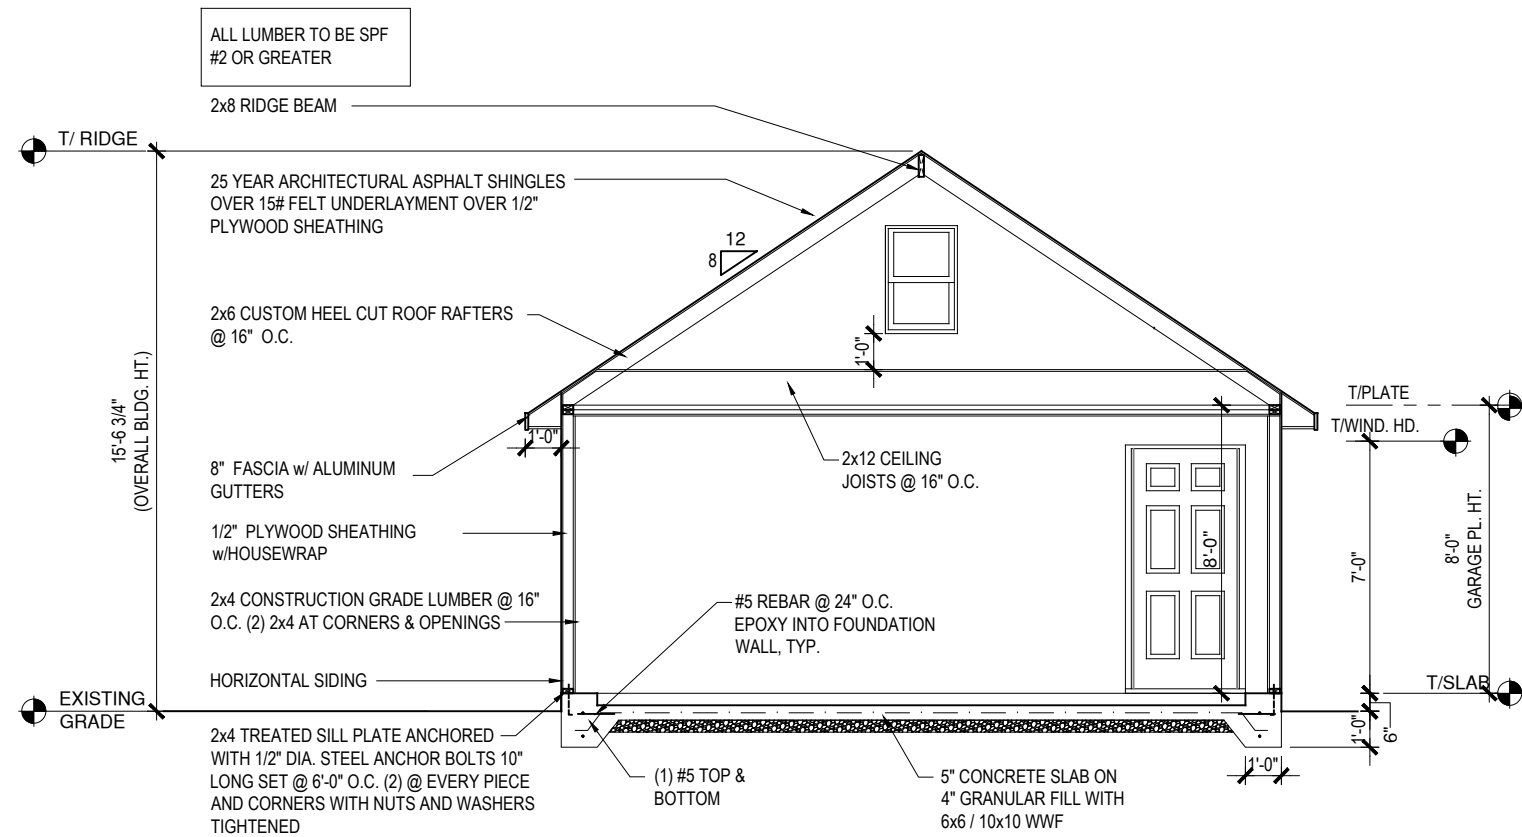 ALL LUMBER TO BE SPF
#2 OR GREATER
2x8 RIDGE BEAM
T/ RIDGE
25 YEAR ARCHITECTURAL ASPHALT SHINGLES
OVER 15# FELT UNDERLAYMENT OVER 1/2"
PLYWOOD SHEATHING
12
8
2x6 CUSTOM HEEL CUT ROOF RAFTERS
@ 16" O.C.
1'-0"
15'-6 3/4"
(OVERALL BLDG. HT.)
T/PLATE
T/WIND. HD.
1'-0"
8" FASCIA w/ ALUMINUM
GUTTERS
2x12 CEILING
JOISTS @ 16" O.C.
1/2" PLYWOOD SHEATHING
w/HOUSEWRAP
8'-0"
7'-0"
8'-0"
GARAGE PL. HT.
2x4 CONSTRUCTION GRADE LUMBER @ 16"
O.C. (2) 2x4 AT CORNERS & OPENINGS
#5 REBAR @ 24" O.C.
EPOXY INTO FOUNDATION
WALL, TYP.
HORIZONTAL SIDING
T/SLAB
EXISTING
GRADE
2x4 TREATED SILL PLATE ANCHORED
WITH 1/2" DIA. STEEL ANCHOR BOLTS 10"
LONG SET @ 6'-0" O.C. (2) @ EVERY PIECE
AND CORNERS WITH NUTS AND WASHERS
TIGHTENED
(1) #5 TOP &
BOTTOM
5" CONCRETE SLAB ON
4" GRANULAR FILL WITH
6x6 / 10x10 WWF
1'-0"
1'-0"
6"